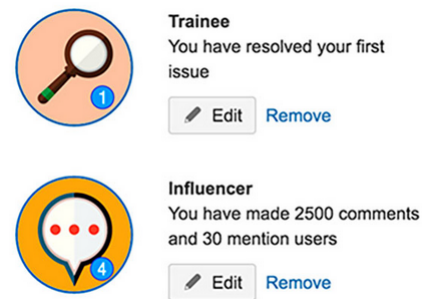 Trainee
You have resolved your first
issue
1
Edit Remove
Influencer
You have made 2500 comments
and 30 mention users
4
Edit Remove